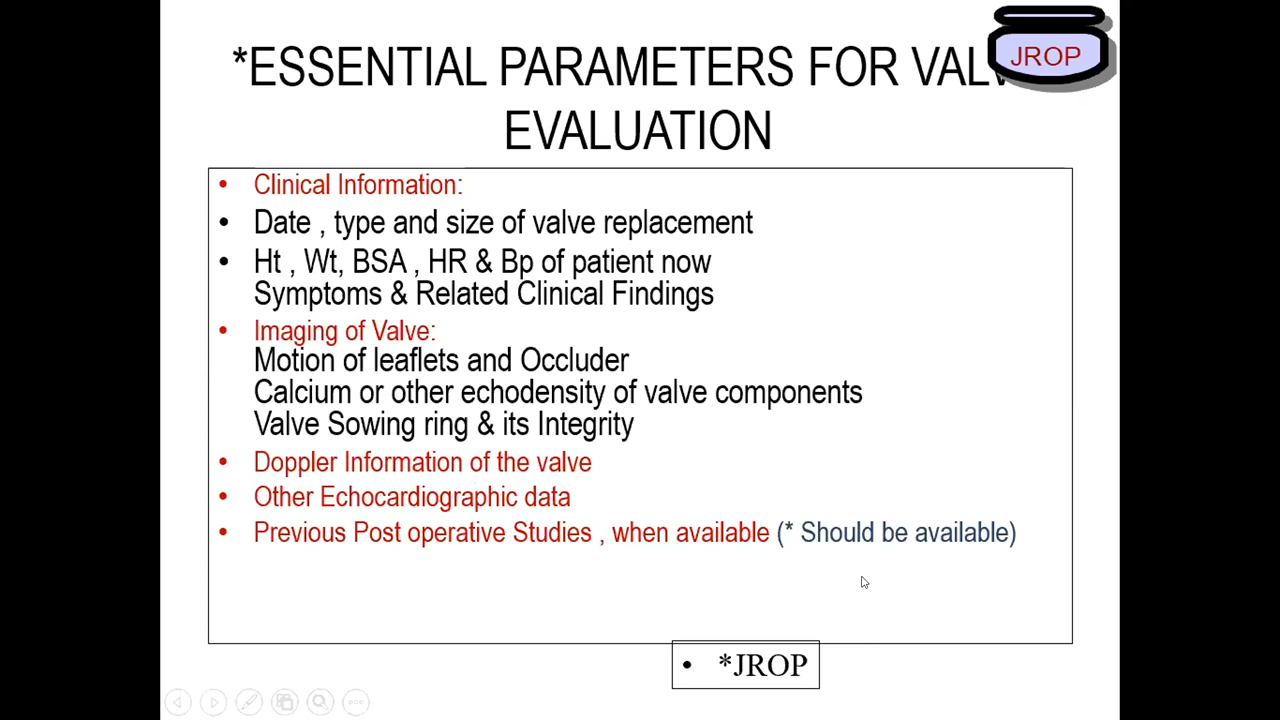 JROP
*ESSENTIAL PARAMETERS FOR VALV
EVALUATION
• Clinical Information:
• Date , type and size of valve replacement
• Ht , Wt, BSA , HR & Bp of patient now
Symptoms & Related Clinical Findings
• Imaging of Valve:
Motion of leaflets and Occluder
Calcium or other echodensity of valve components
Valve Sowing ring & its Integrity
• Doppler Information of the valve
• Other Echocardiographic data
• Previous Post operative Studies , when available (* Should be available)
• *JROP